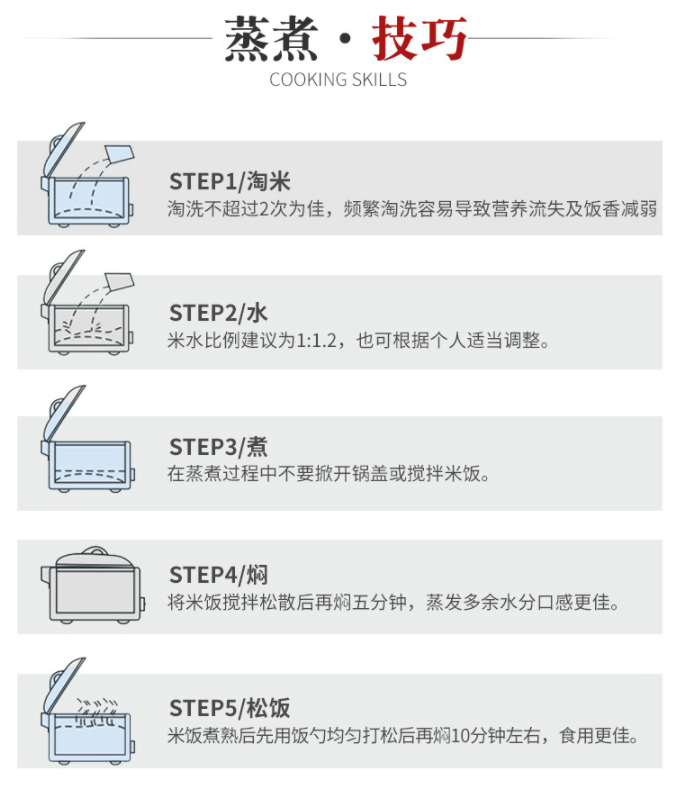 蒸煮·技巧
COOKING SKILLS
STEP1/淘米
淘洗不超过2次为佳，频繁淘洗容易导致营养流失及饭香减弱
STEP2/水
米水比例建议为1:1.2，也可根据个人适当调整。
STEP3/煮
在蒸煮过程中不要掀开锅盖或搅拌米饭。
STEP4/焖
将米饭搅拌松散后再焖五分钟，蒸发多余水分口感更佳。
STEP5/松饭
米饭煮熟后先用饭勺均匀打松后再焖10分钟左右，食用更佳。